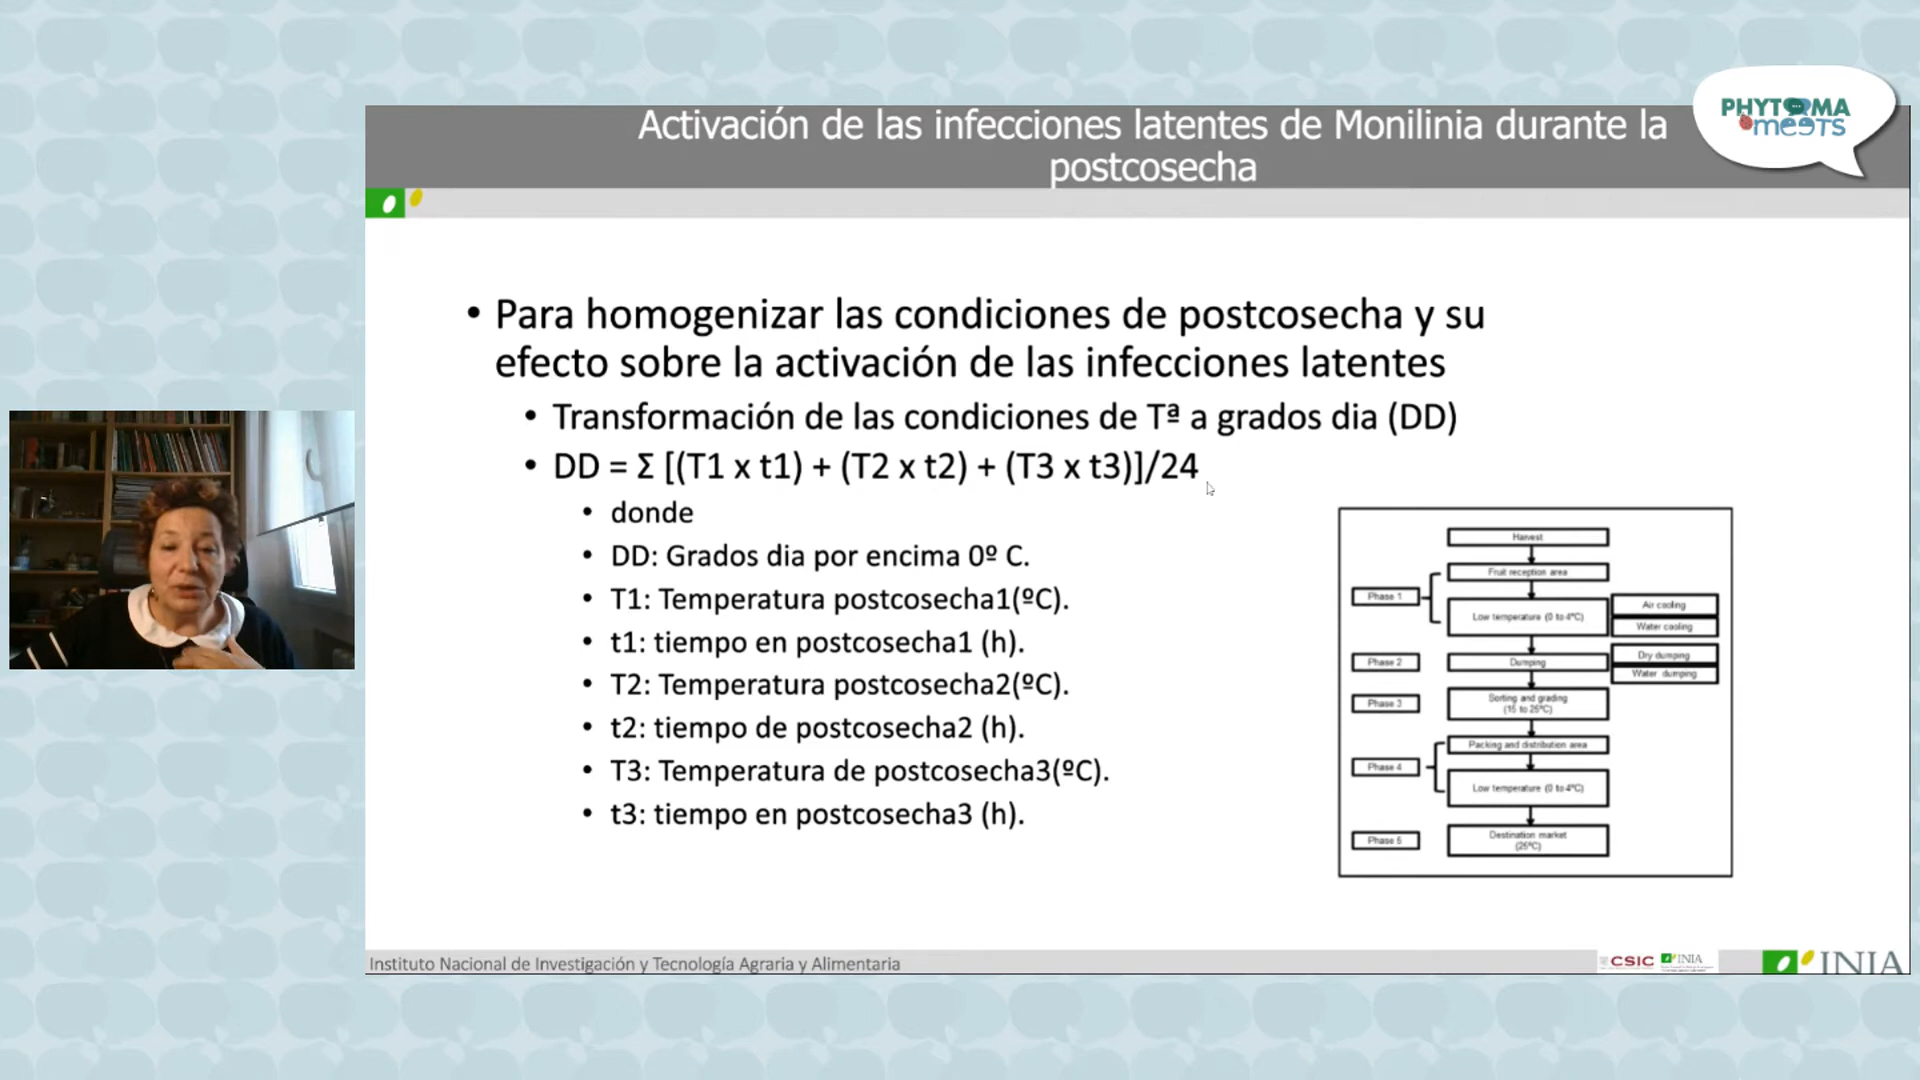 PHYTOMA
meets
Activación de las infecciones latentes de Monilinia durante la
postcosecha
• Para homogenizar las condiciones de postcosecha y su
efecto sobre la activación de las infecciones latentes
• Transformación de las condiciones de Tª a grados dia (DD)
• DD = Σ [(T1 x t1) + (T2 x t2) + (T3 x t3)]/24
• donde
• DD: Grados dia por encima 0º C.
• T1: Temperatura postcosecha1(ºC).
• t1: tiempo en postcosecha1 (h).
• T2: Temperatura postcosecha2(ºC).
• t2: tiempo de postcosecha2 (h).
• T3: Temperatura de postcosecha3(ºC).
• t3: tiempo en postcosecha3 (h).
Harvest
Fruit reception area
Phase 1
Low temperature (0 to 4ºC)
Air cooling
Water cooling
Phase 2
Dumping
Dry dumping
Water dumping
Phase 3
Sorting and grading
(15 to 25ºC)
Packing and distribution area
Phase 4
Low temperature (0 to 4ºC)
Phase 5
Destination market
(25ºC)
Instituto Nacional de Investigación y Tecnología Agraria y Alimentaria
CSIC
INIA
INIA